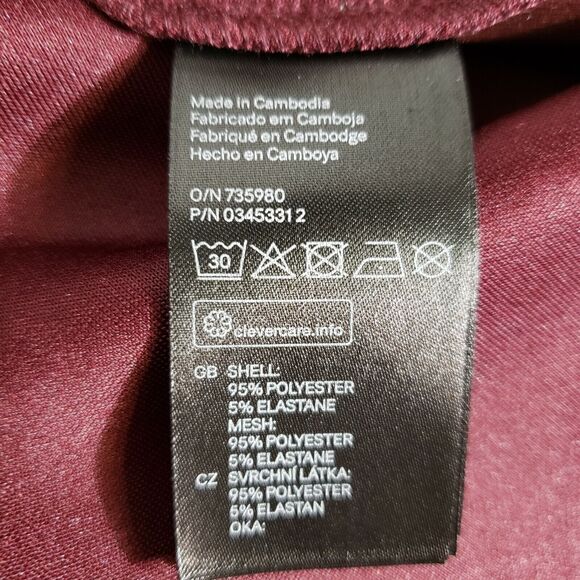 Made in Cambodia
Fabricado em Camboja
Fabriqué en Cambodge
Hecho en Camboya
O/N 735980
P/N 03453312
30
clevercare.info
GB SHELL:
95% POLYESTER
5% ELASTANE
MESH:
95% POLYESTER
5% ELASTANE
CZ SVRCHNÍ LÁTKA:
95% POLYESTER
5% ELASTAN
OKA: